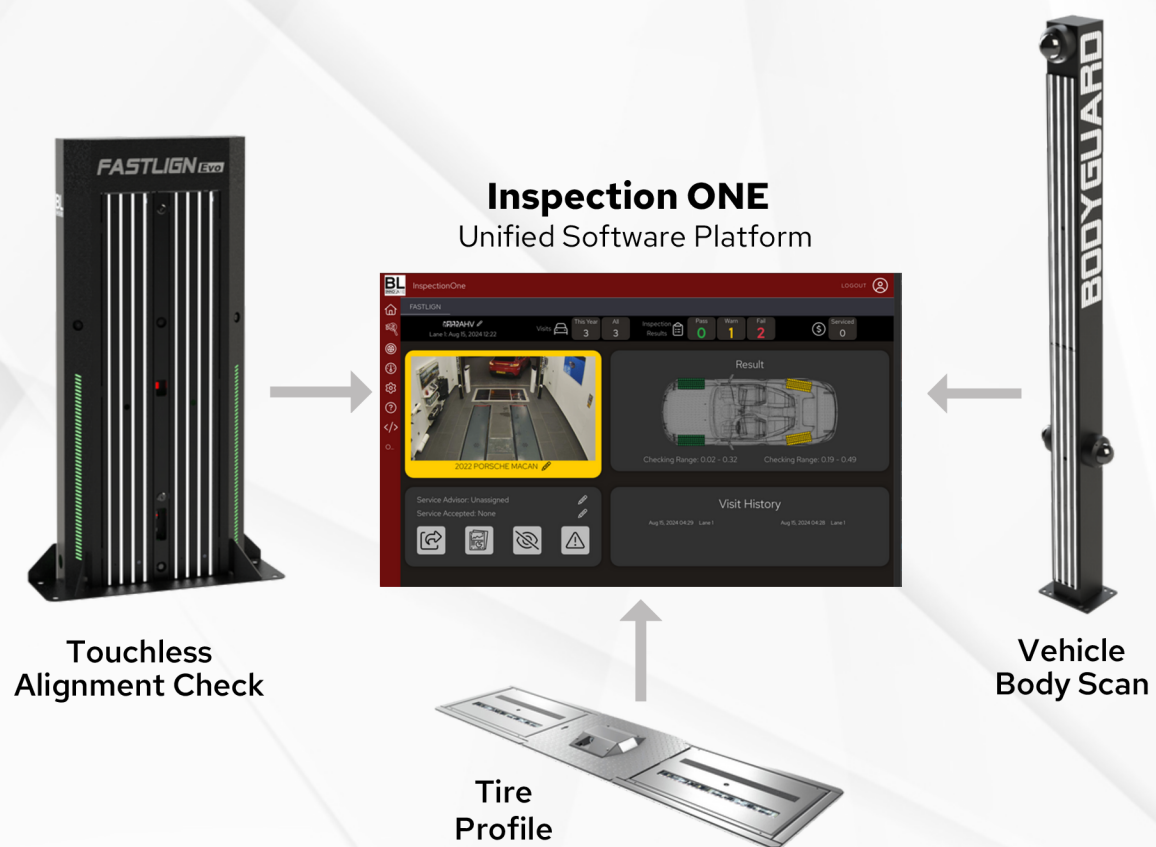 FASTLIGN Evo
BL
BODYGUARD
Inspection ONE
Unified Software Platform
BL InspectionOne
LOGOUT
FASTLIGN
Lane 1: Aug 15, 2024 12:22
Visits
This Year
3
All
3
Inspection
Results
Pass
0
Warn
1
Fail
2
Serviced
0
2022 PORSCHE MACAN
Result
Checking Range: 0.02 - 0.32
Checking Range: 0.19 - 0.49
Service Advisor: Unassigned
Service Accepted: None
Visit History
Aug 15, 2024 04:29 Lane 1
Aug 15, 2024 04:28 Lane 1
Touchless
Alignment Check
Vehicle
Body Scan
Tire
Profile